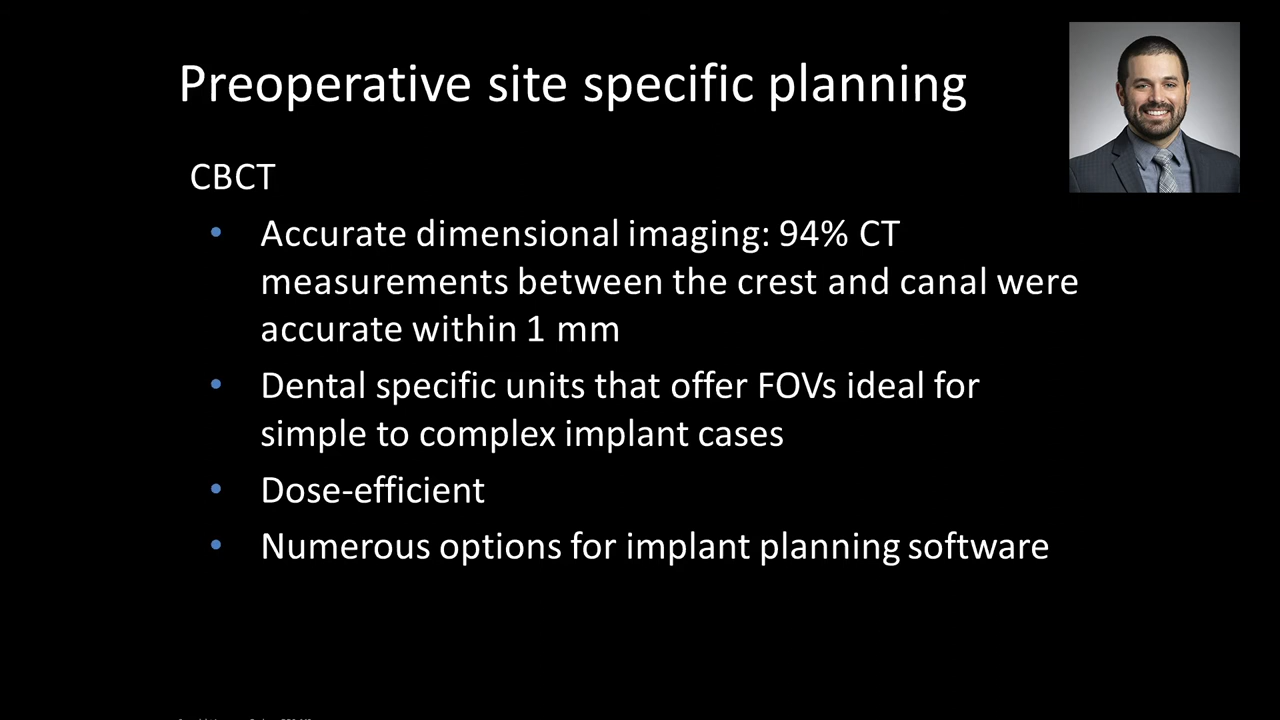 Preoperative site specific planning
CBCT
• Accurate dimensional imaging: 94% CT
measurements between the crest and canal were
accurate within 1 mm
• Dental specific units that offer FOVs ideal for
simple to complex implant cases
• Dose-efficient
• Numerous options for implant planning software